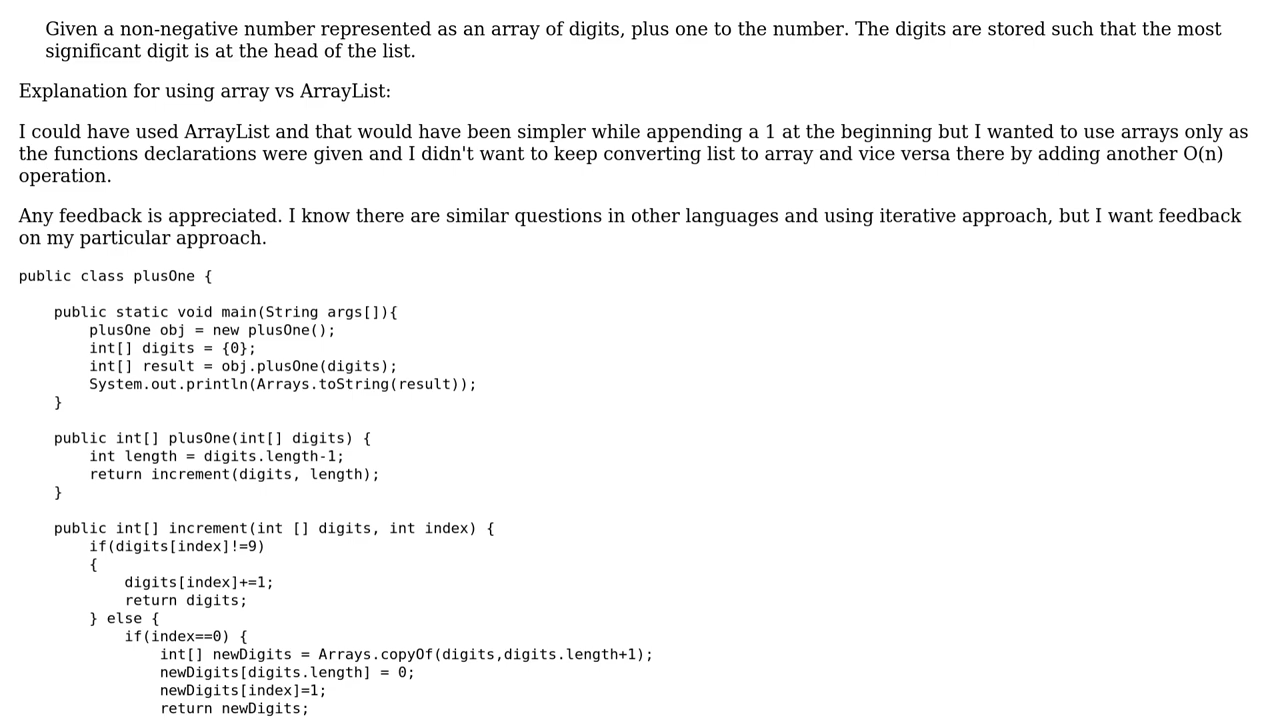 Given a non-negative number represented as an array of digits, plus one to the number. The digits are stored such that the most
significant digit is at the head of the list.
Explanation for using array vs ArrayList:
I could have used ArrayList and that would have been simpler while appending a 1 at the beginning but I wanted to use arrays only as
the functions declarations were given and I didn't want to keep converting list to array and vice versa there by adding another O(n)
operation.
Any feedback is appreciated. I know there are similar questions in other languages and using iterative approach, but I want feedback
on my particular approach.
public class plusOne {
    public static void main(String args[]){
        plusOne obj = new plusOne();
        int[] digits = {0};
        int[] result = obj.plusOne(digits);
        System.out.println(Arrays.toString(result));
    }
    public int[] plusOne(int[] digits) {
        int length = digits.length-1;
        return increment(digits, length);
    }
    public int[] increment(int [] digits, int index) {
        if(digits[index]!=9)
        {
            digits[index]+=1;
            return digits;
        } else {
            if(index==0) {
                int[] newDigits = Arrays.copyOf(digits,digits.length+1);
                newDigits[digits.length] = 0;
                newDigits[index]=1;
                return newDigits;